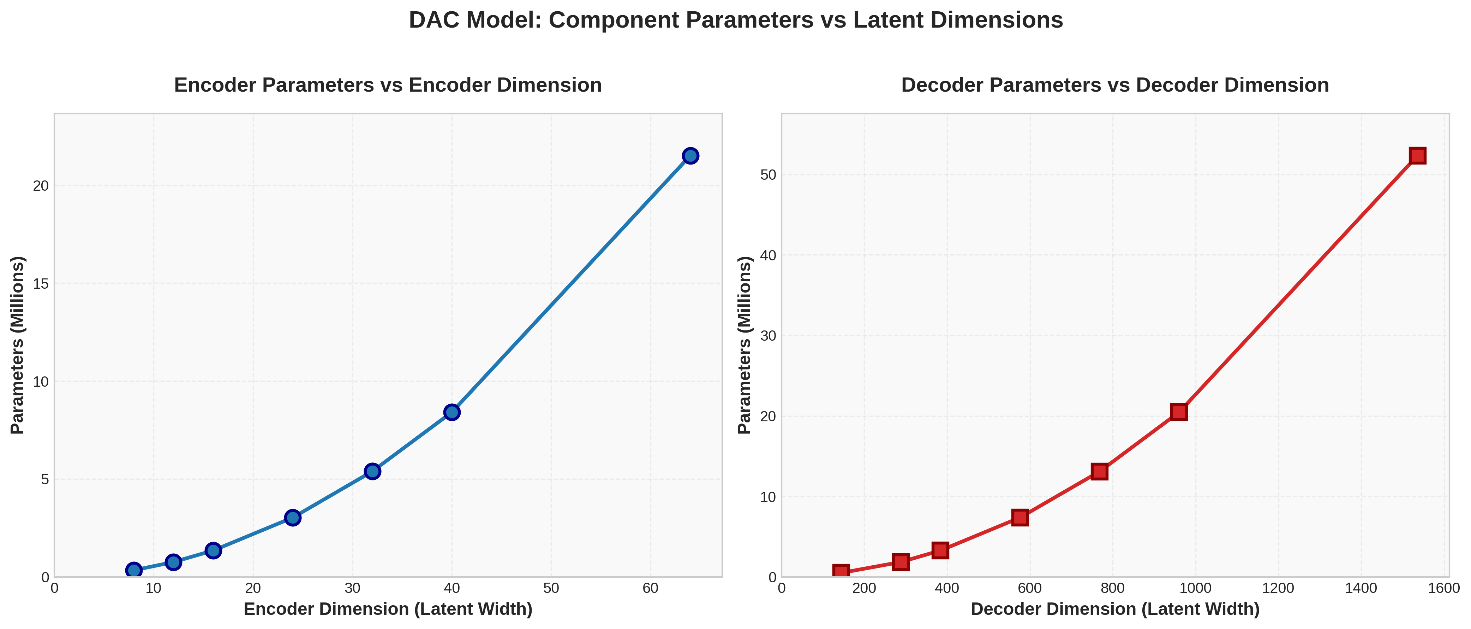 DAC Model: Component Parameters vs Latent Dimensions
Encoder Parameters vs Encoder Dimension
Parameters (Millions)
20
15
10
5
0
0 10 20 30 40 50 60
Encoder Dimension (Latent Width)
Decoder Parameters vs Decoder Dimension
Parameters (Millions)
50
40
30
20
10
0
0 200 400 600 800 1000 1200 1400 1600
Decoder Dimension (Latent Width)